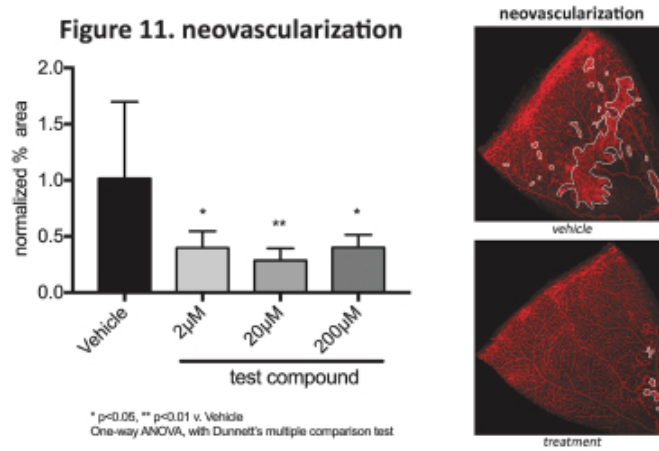 Figure 11. neovascularization
normalized % area
2.0
1.5
1.0
0.5
0.0
*
**
*
Vehicle
2µM
20µM
200µM
test compound
* p<0.05, ** p<0.01 v. Vehicle
One-way ANOVA, with Dunnett's multiple comparison test
neovascularization
vehicle
treatment